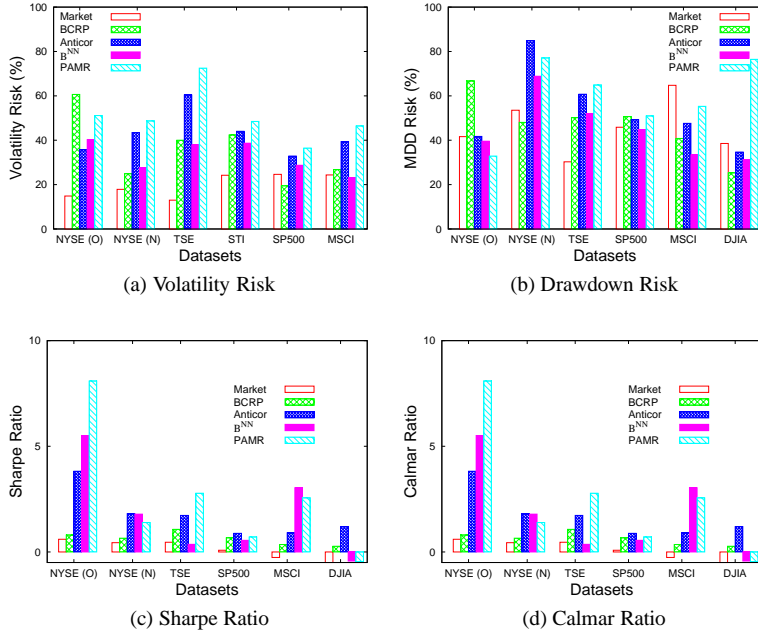 100
80
60
40
20
0
Volatility Risk (%)
Market
BCRP
Anticor
B^NN
PAMR
NYSE (O) NYSE (N) TSE STI SP500 MSCI
Datasets
(a) Volatility Risk
100
80
60
40
20
0
MDD Risk (%)
Market
BCRP
Anticor
B^NN
PAMR
NYSE (O) NYSE (N) TSE SP500 MSCI DJIA
Datasets
(b) Drawdown Risk
10
5
0
Sharpe Ratio
Market
BCRP
Anticor
B^NN
PAMR
NYSE (O) NYSE (N) TSE SP500 MSCI DJIA
Datasets
(c) Sharpe Ratio
10
5
0
Calmar Ratio
Market
BCRP
Anticor
B^NN
PAMR
NYSE (O) NYSE (N) TSE SP500 MSCI DJIA
Datasets
(d) Calmar Ratio